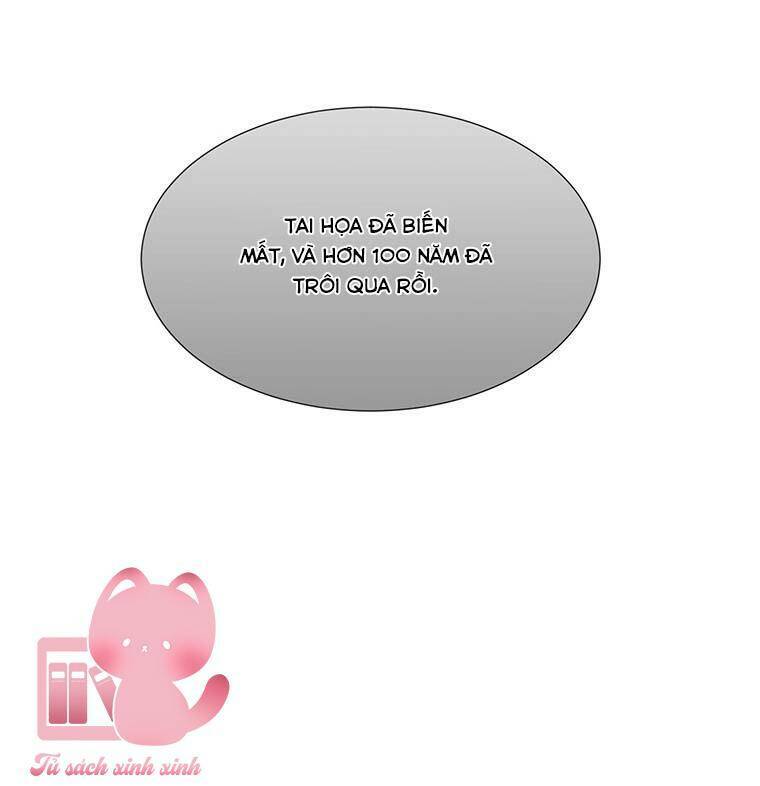 TAI HỌA ĐÃ BIẾN
MẤT, VÀ HƠN 100 NĂM ĐÃ
TRÔI QUA RỒI.
Tủ sách xinh xinh